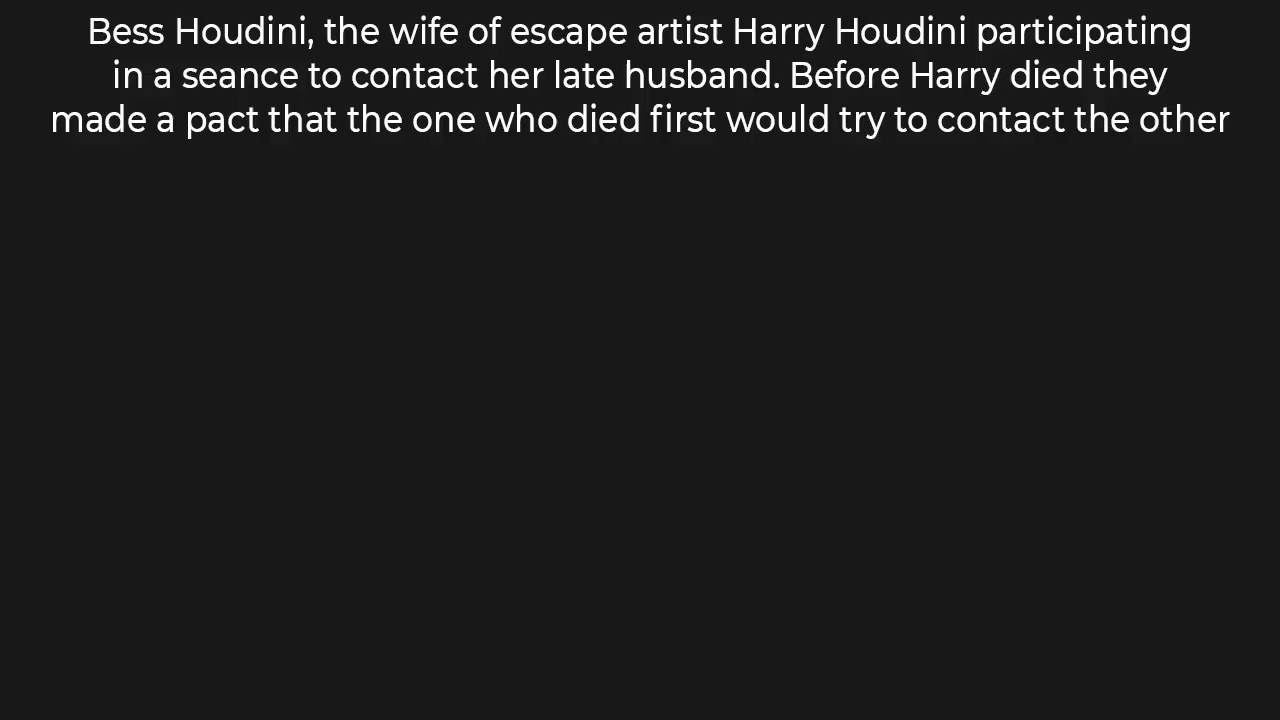 Bess Houdini, the wife of escape artist Harry Houdini participating
in a seance to contact her late husband. Before Harry died they
made a pact that the one who died first would try to contact the other